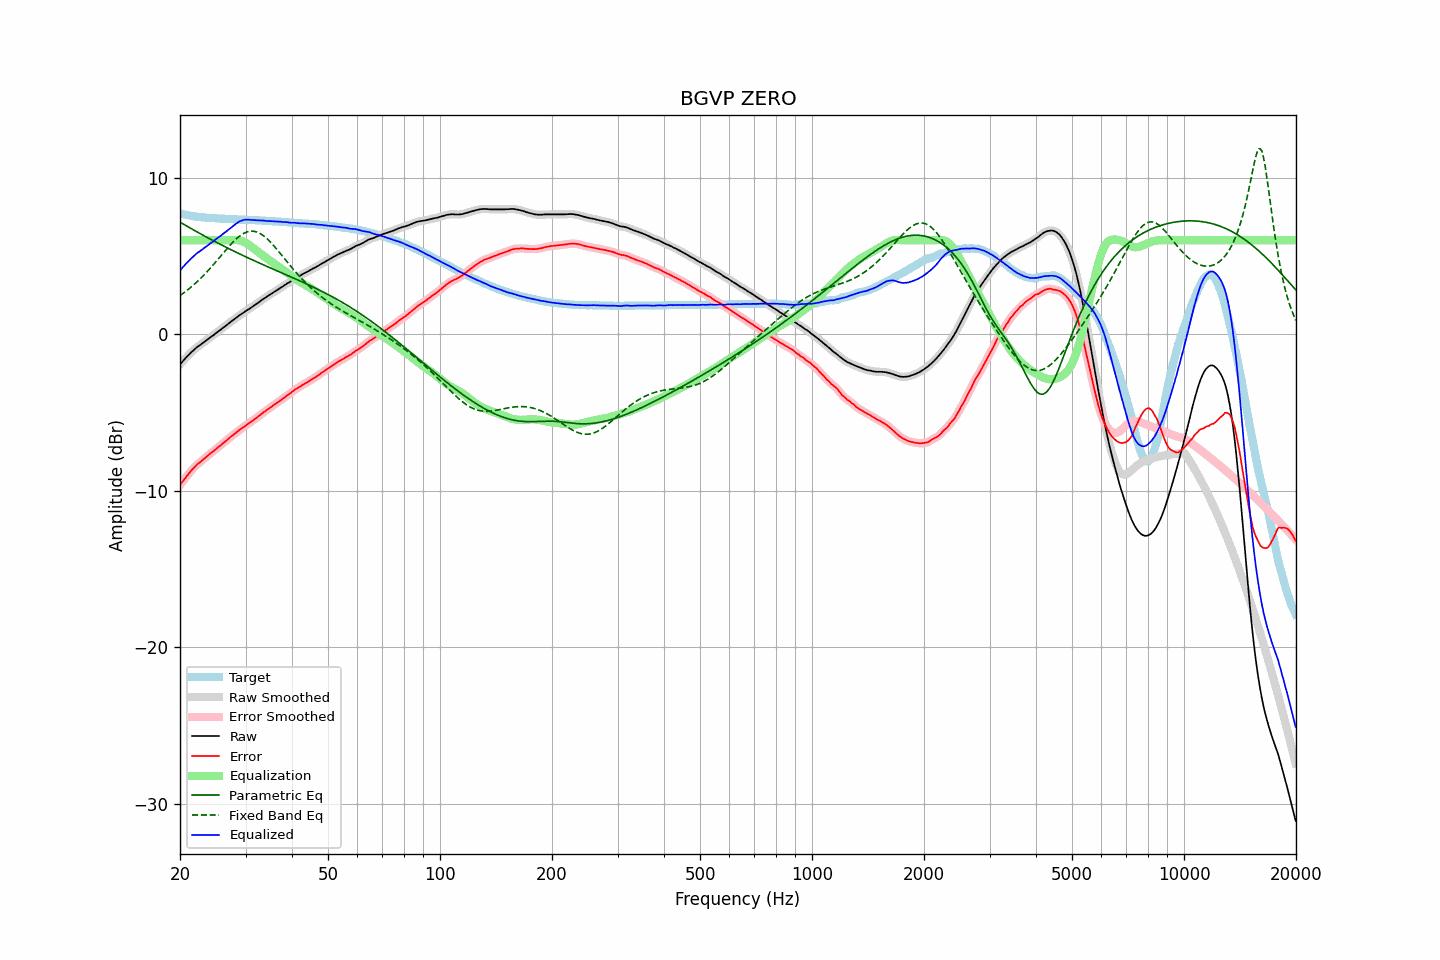 BGVP ZERO
Amplitude (dBr)
10
0
−10
−20
−30
Target
Raw Smoothed
Error Smoothed
Raw
Error
Equalization
Parametric Eq
Fixed Band Eq
Equalized
20 50 100 200 500 1000 2000 5000 10000 20000
Frequency (Hz)